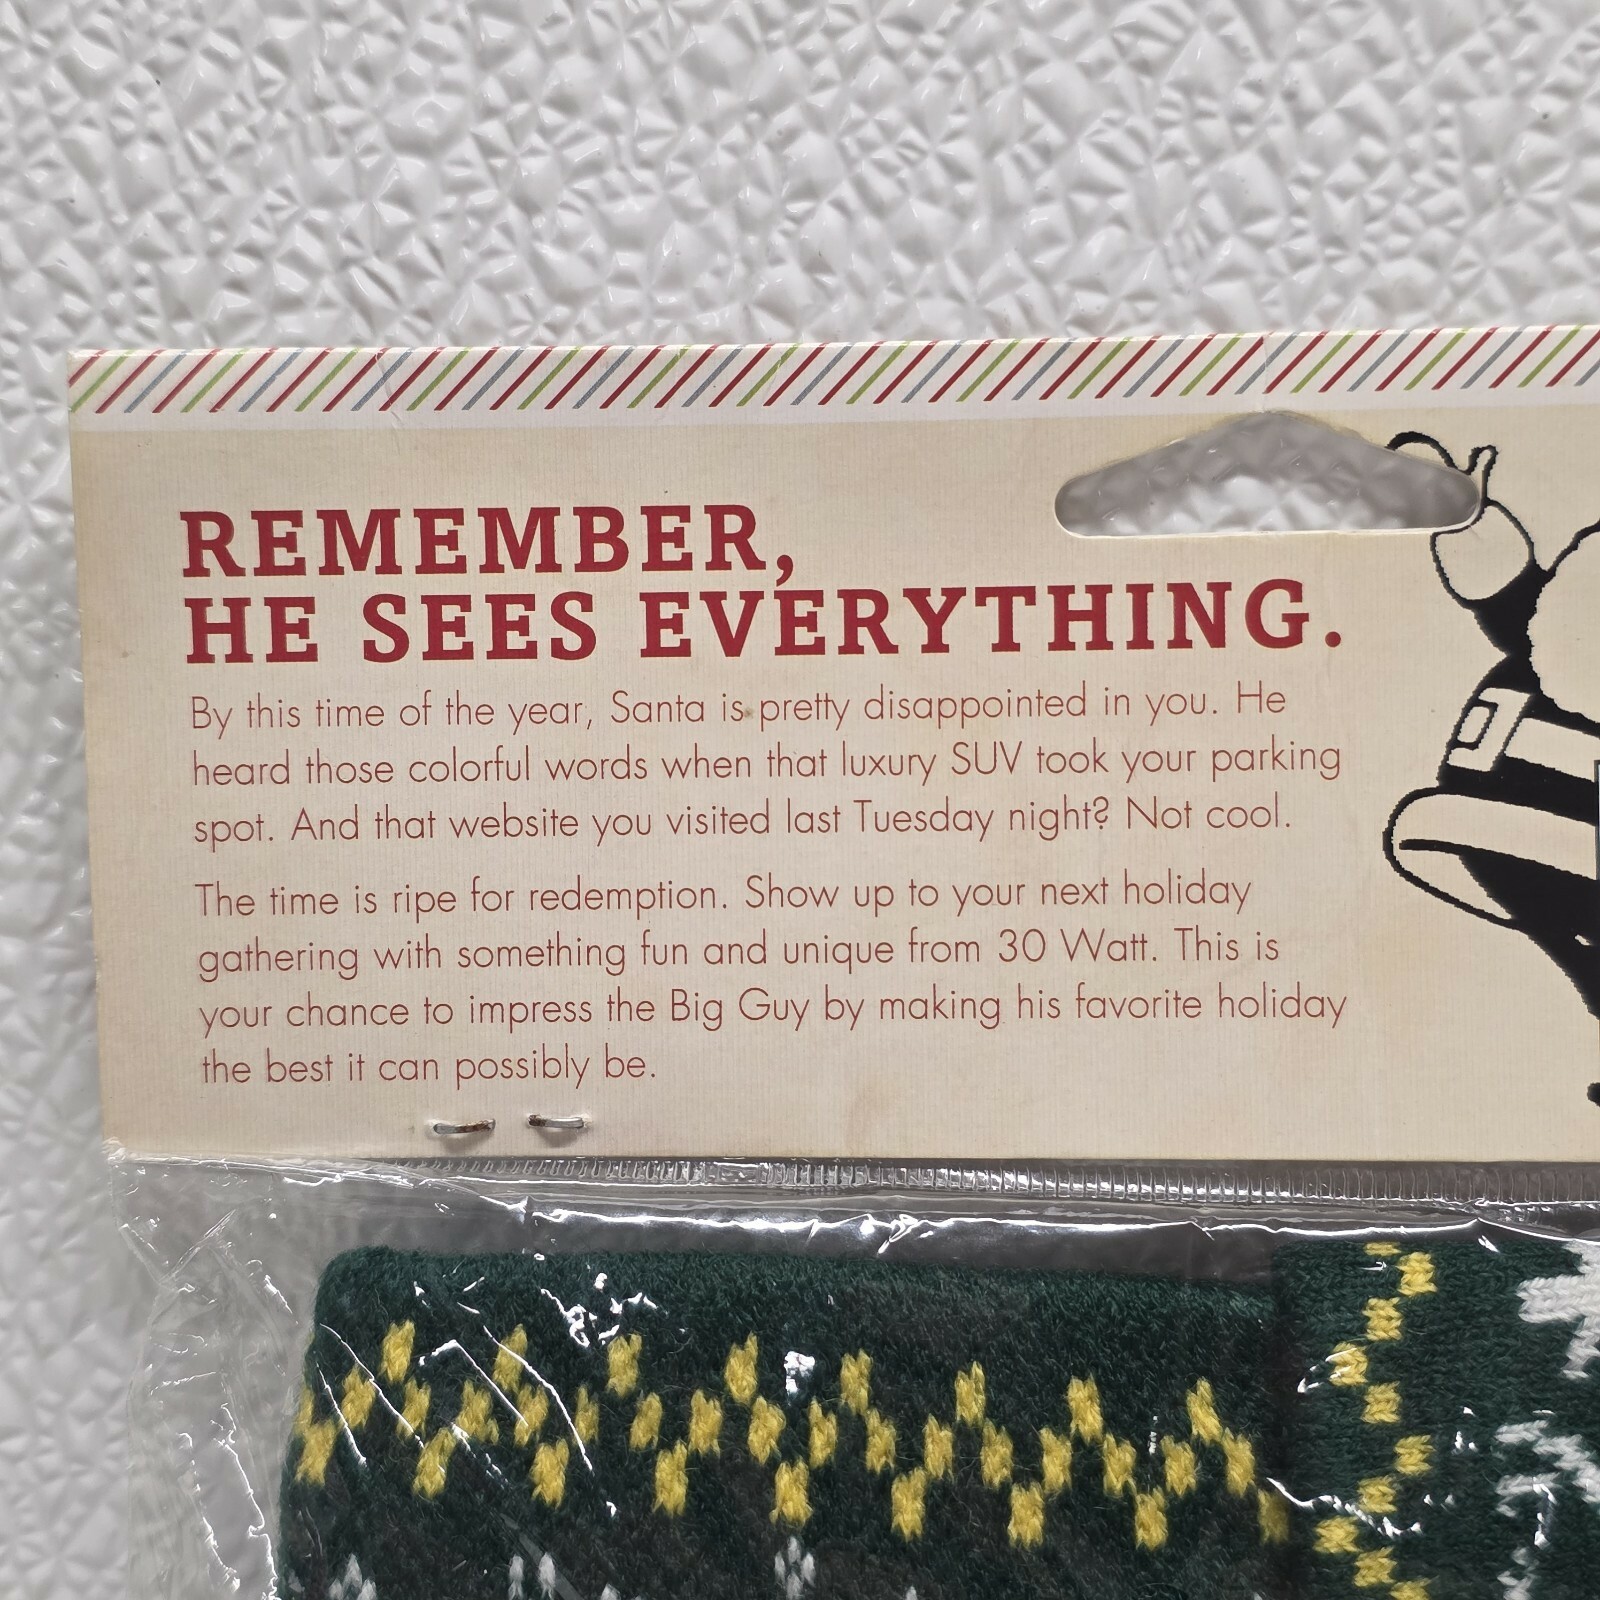 REMEMBER,
HE SEES EVERYTHING.
By this time of the year, Santa is pretty disappointed in you. He
heard those colorful words when that luxury SUV took your parking
spot. And that website you visited last Tuesday night? Not cool.
The time is ripe for redemption. Show up to your next holiday
gathering with something fun and unique from 30 Watt. This is
your chance to impress the Big Guy by making his favorite holiday
the best it can possibly be.